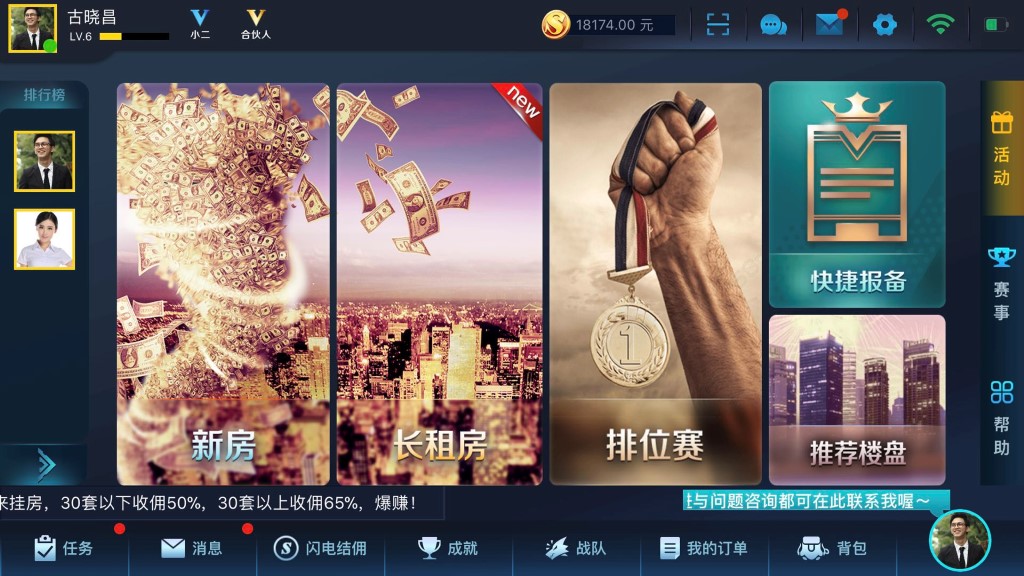 古晓昌
LV.6
小二
合伙人
18174.00 元
排行榜
new
新房
长租房
排位赛
快捷报备
推荐楼盘
活动
赛事
帮助
来挂房，30套以下收佣50%，30套以上收佣65%，爆赚！
与问题咨询都可在此联系我喔～
任务
消息
闪电结佣
成就
战队
我的订单
背包